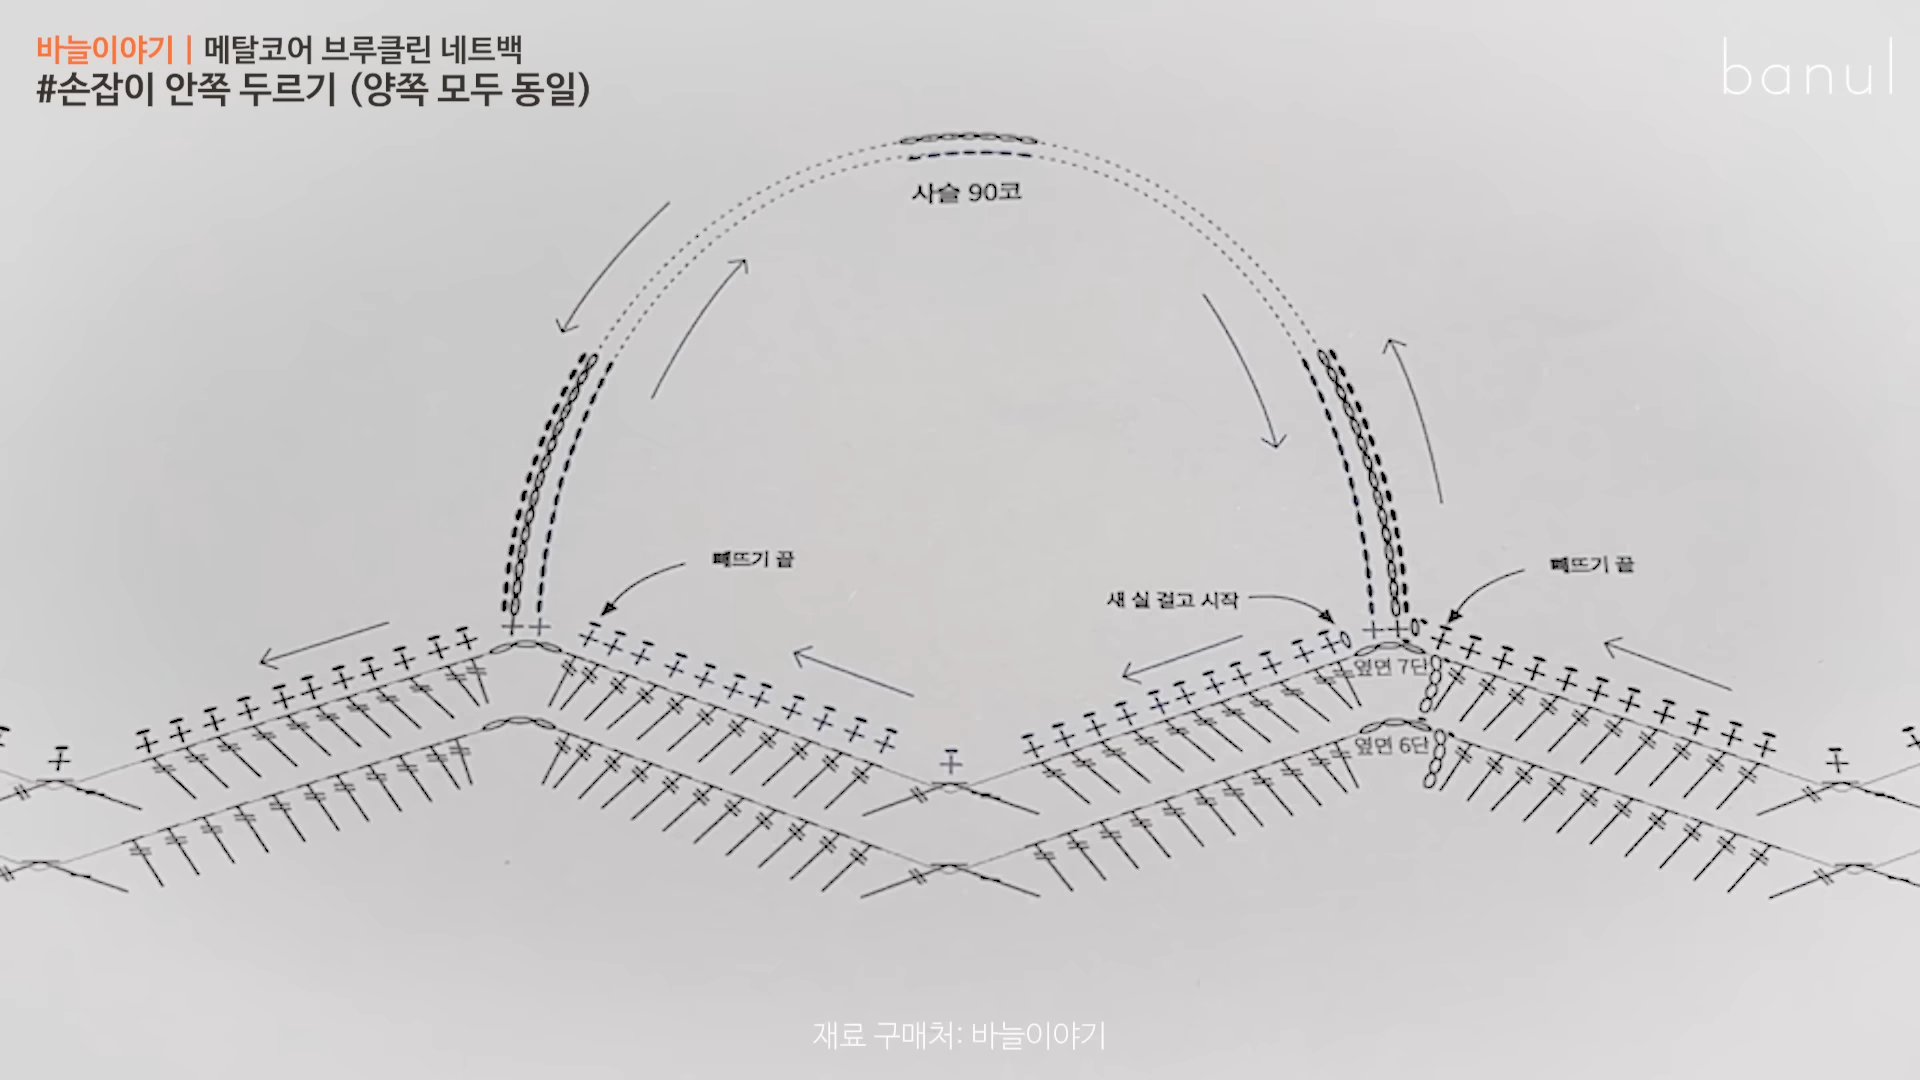 바늘이야기 | 메탈코어 브루클린 네트백
#손잡이 안쪽 두르기 (양쪽 모두 동일)
banul
사슬 90코
빼뜨기 끝
빼뜨기 끝
새 실 걸고 시작
옆면 7단
옆면 6단
재료 구매처: 바늘이야기